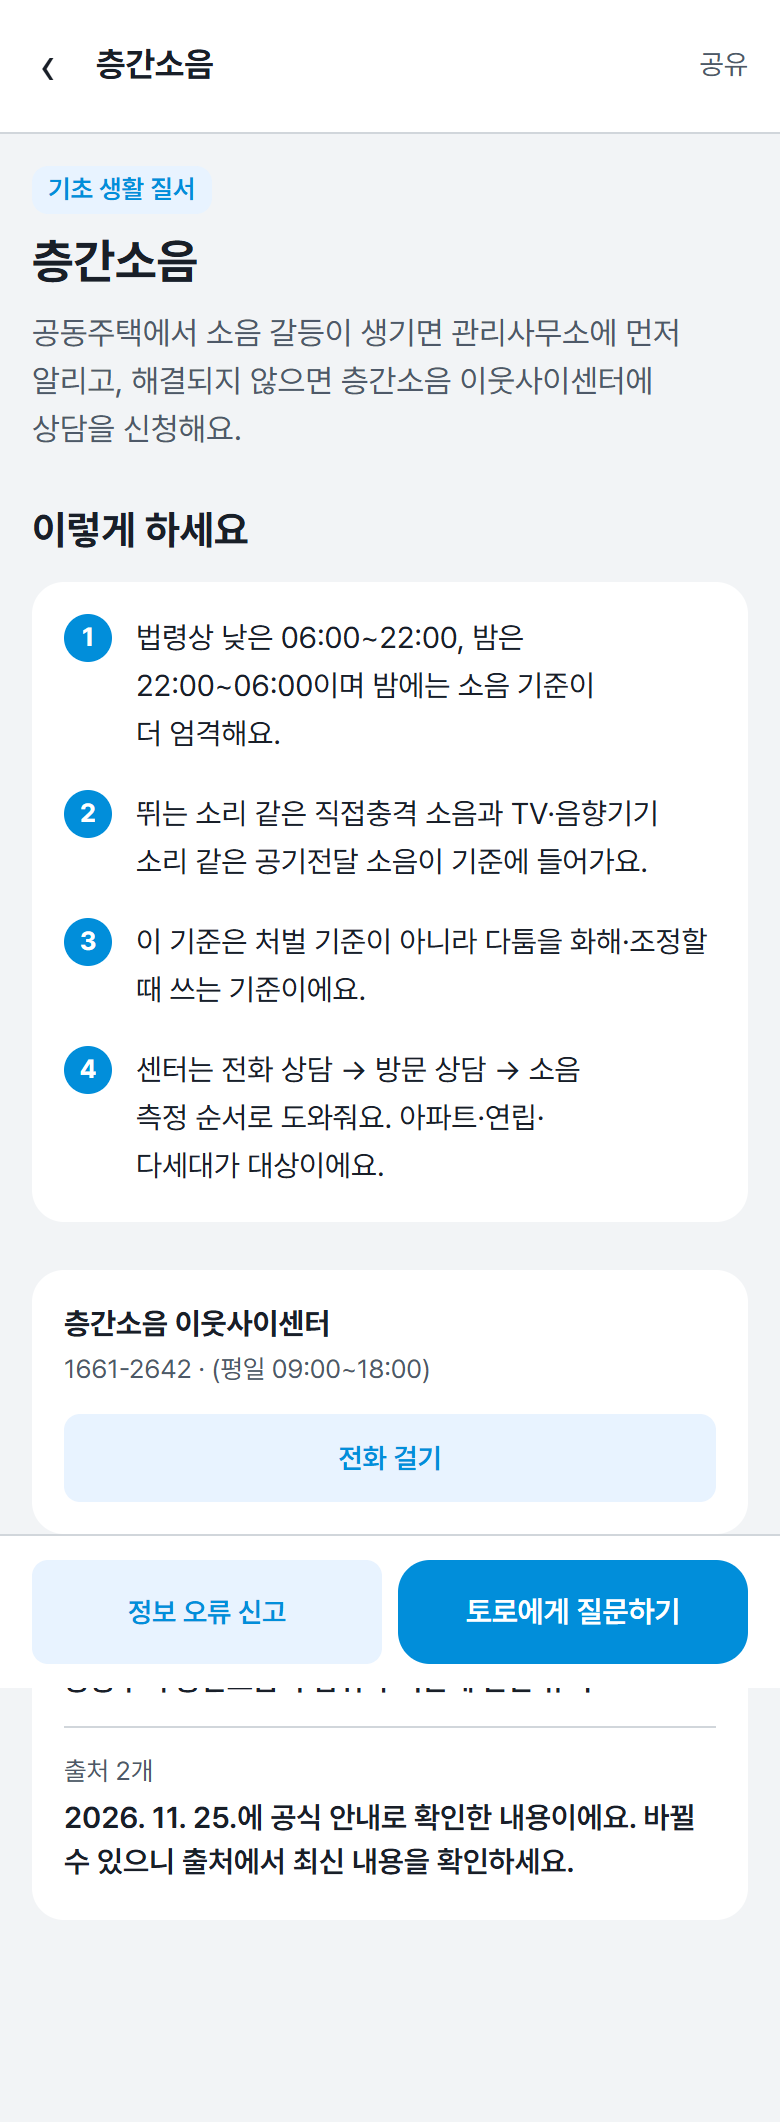 ‹ 층간소음 공유
기초 생활 질서
층간소음
공동주택에서 소음 갈등이 생기면 관리사무소에 먼저
알리고, 해결되지 않으면 층간소음 이웃사이센터에
상담을 신청해요.
이렇게 하세요
1 법령상 낮은 06:00~22:00, 밤은
22:00~06:00이며 밤에는 소음 기준이
더 엄격해요.
2 뛰는 소리 같은 직접충격 소음과 TV·음향기기
소리 같은 공기전달 소음이 기준에 들어가요.
3 이 기준은 처벌 기준이 아니라 다툼을 화해·조정할
때 쓰는 기준이에요.
4 센터는 전화 상담 → 방문 상담 → 소음
측정 순서로 도와줘요. 아파트·연립·
다세대가 대상이에요.
층간소음 이웃사이센터
1661-2642 · (평일 09:00~18:00)
전화 걸기
정보 오류 신고
토로에게 질문하기
출처 2개
2026. 11. 25.에 공식 안내로 확인한 내용이에요. 바뀔
수 있으니 출처에서 최신 내용을 확인하세요.